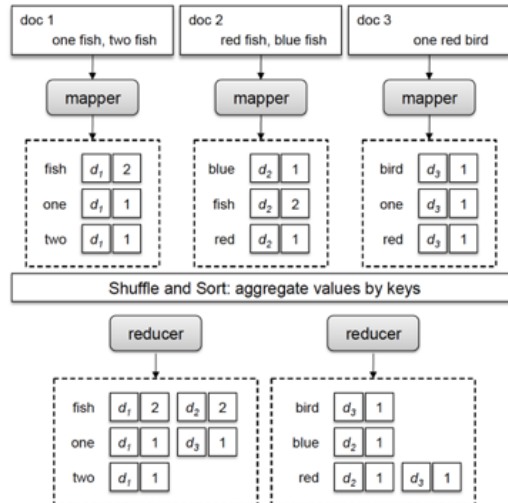 doc 1
one fish, two fish
doc 2
red fish, blue fish
doc 3
one red bird
mapper
mapper
mapper
fish d1 2
one d1 1
two d1 1
blue d2 1
fish d2 2
red d2 1
bird d3 1
one d3 1
red d3 1
Shuffle and Sort: aggregate values by keys
reducer
reducer
fish d1 2 d2 2
one d1 1 d3 1
two d1 1
bird d3 1
blue d2 1
red d2 1 d3 1